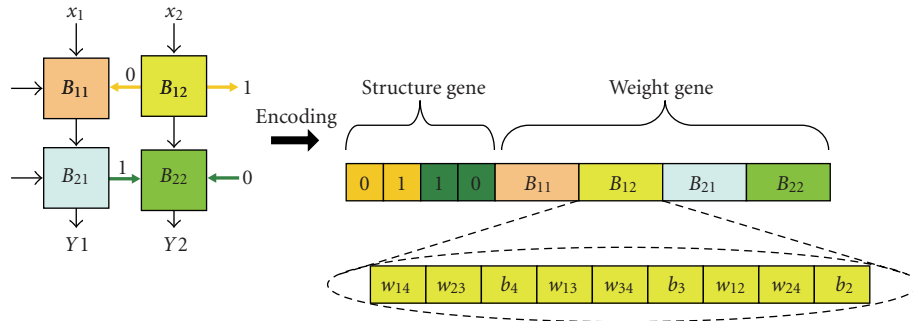 x₁ x₂
0 1
B₁₁ B₁₂
Encoding
Structure gene Weight gene
0 1 1 0 B₁₁ B₁₂ B₂₁ B₂₂
1 0
B₂₁ B₂₂
Y1 Y2
w₁₄ w₂₃ b₄ w₁₃ w₃₄ b₃ w₁₂ w₂₄ b₂